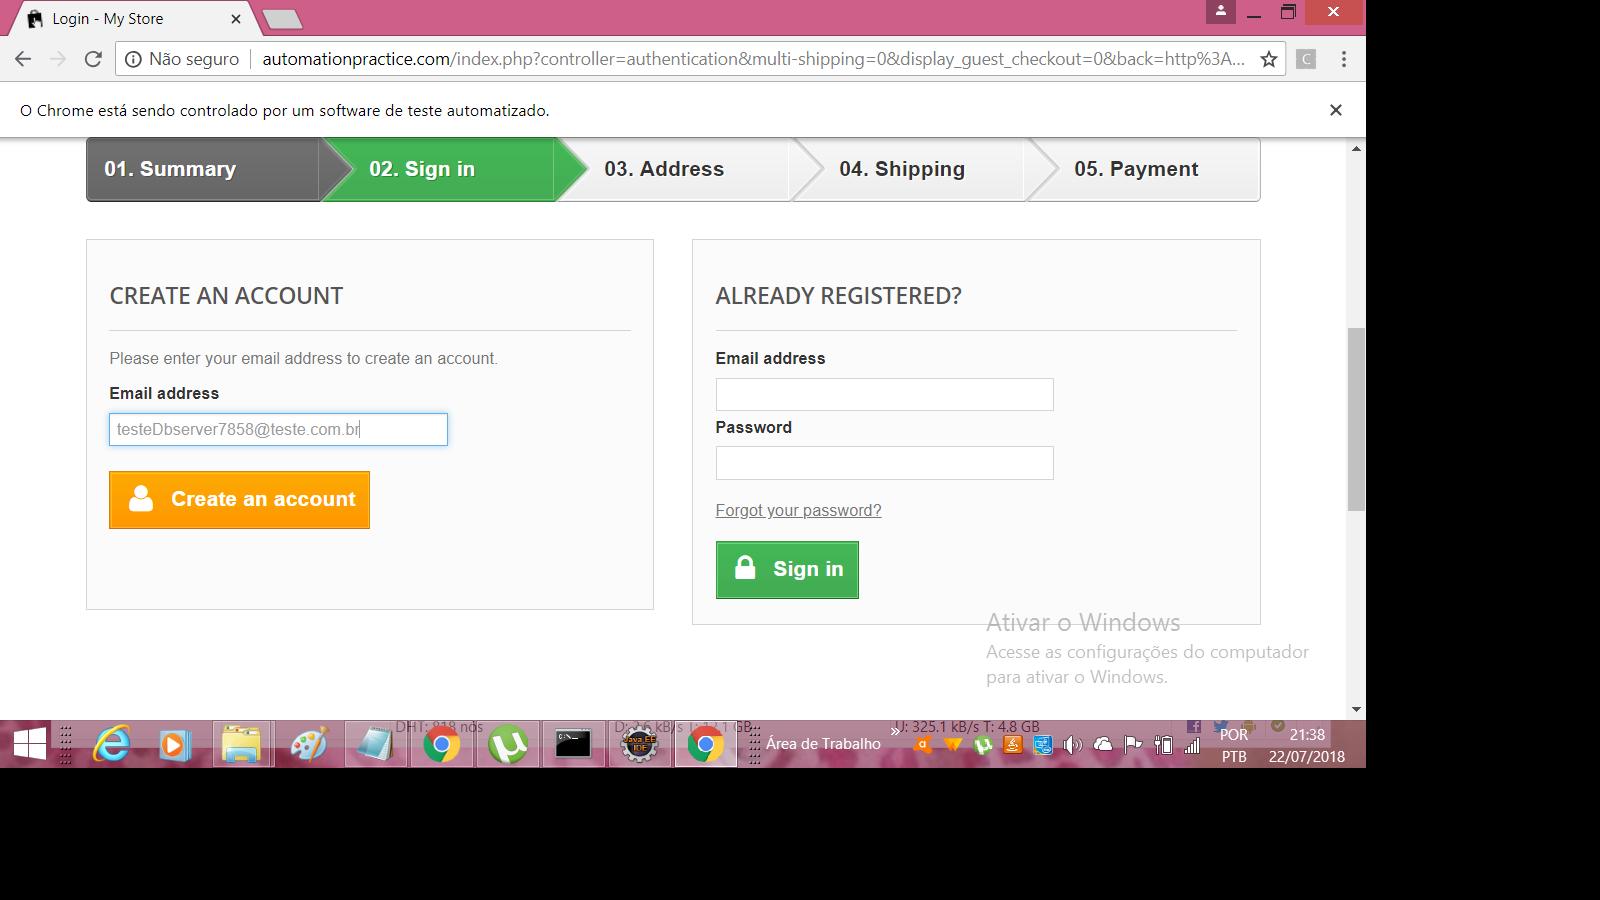 Login - My Store
Não seguro
automationpractice.com/index.php?controller=authentication&multi-shipping=0&display_guest_checkout=0&back=http%3A...
C
O Chrome está sendo controlado por um software de teste automatizado.
01. Summary
02. Sign in
03. Address
04. Shipping
05. Payment
CREATE AN ACCOUNT
Please enter your email address to create an account.
Email address
testeDbserver7858@teste.com.br
Create an account
ALREADY REGISTERED?
Email address
Password
Forgot your password?
Sign in
Ativar o Windows
Acesse as configurações do computador
para ativar o Windows.
DHT: 818 nós
U: 325.1 kB/s T: 4.8 GB
Java EE
IDE
Área de Trabalho
POR
PTB
21:38
22/07/2018